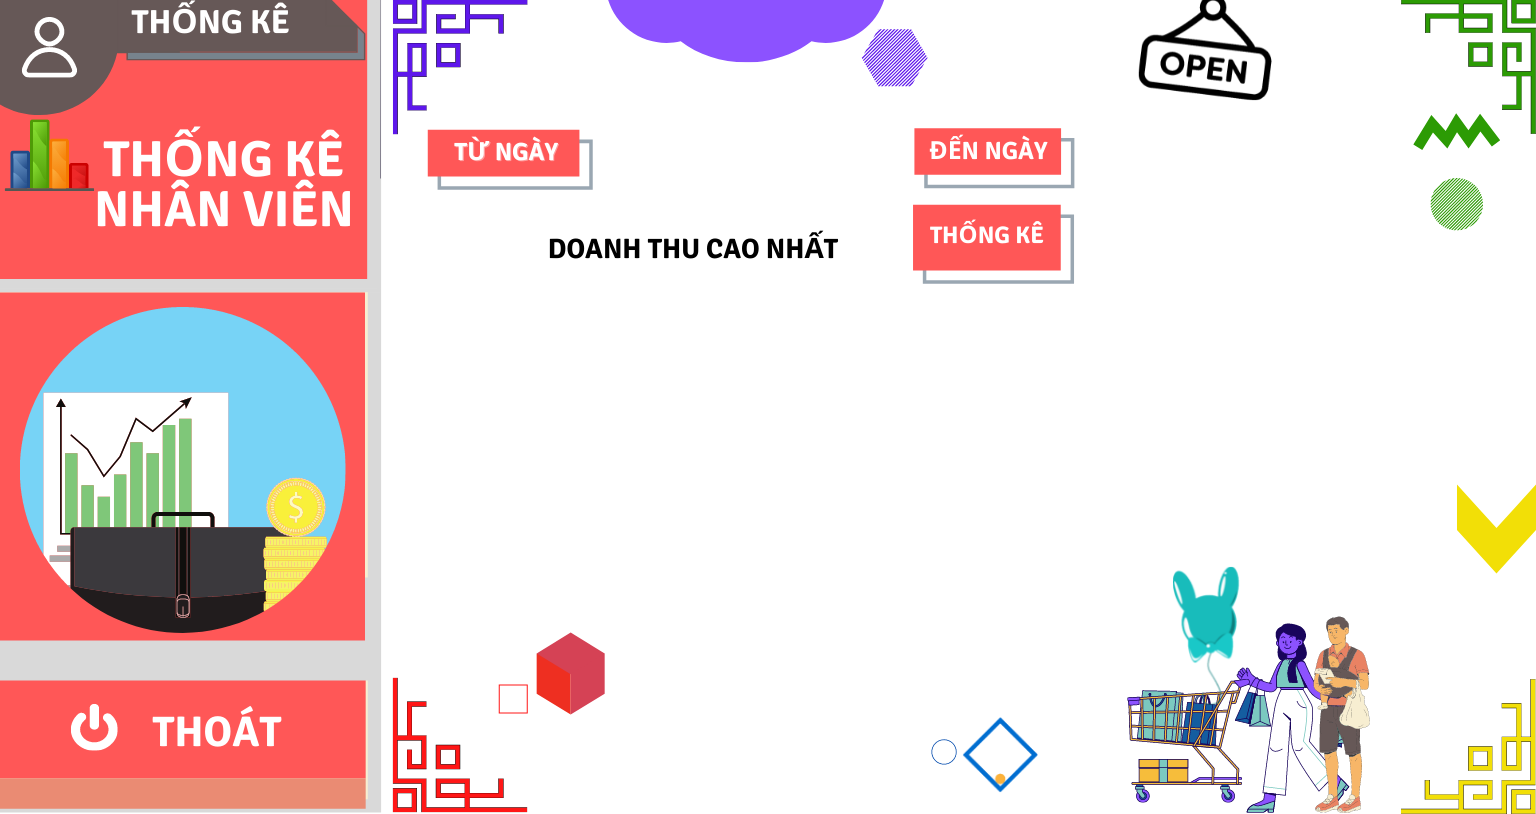 THỐNG KÊ
THỐNG KÊ
NHÂN VIÊN
$
THOÁT
TỪ NGÀY
ĐẾN NGÀY
THỐNG KÊ
DOANH THU CAO NHẤT
OPEN